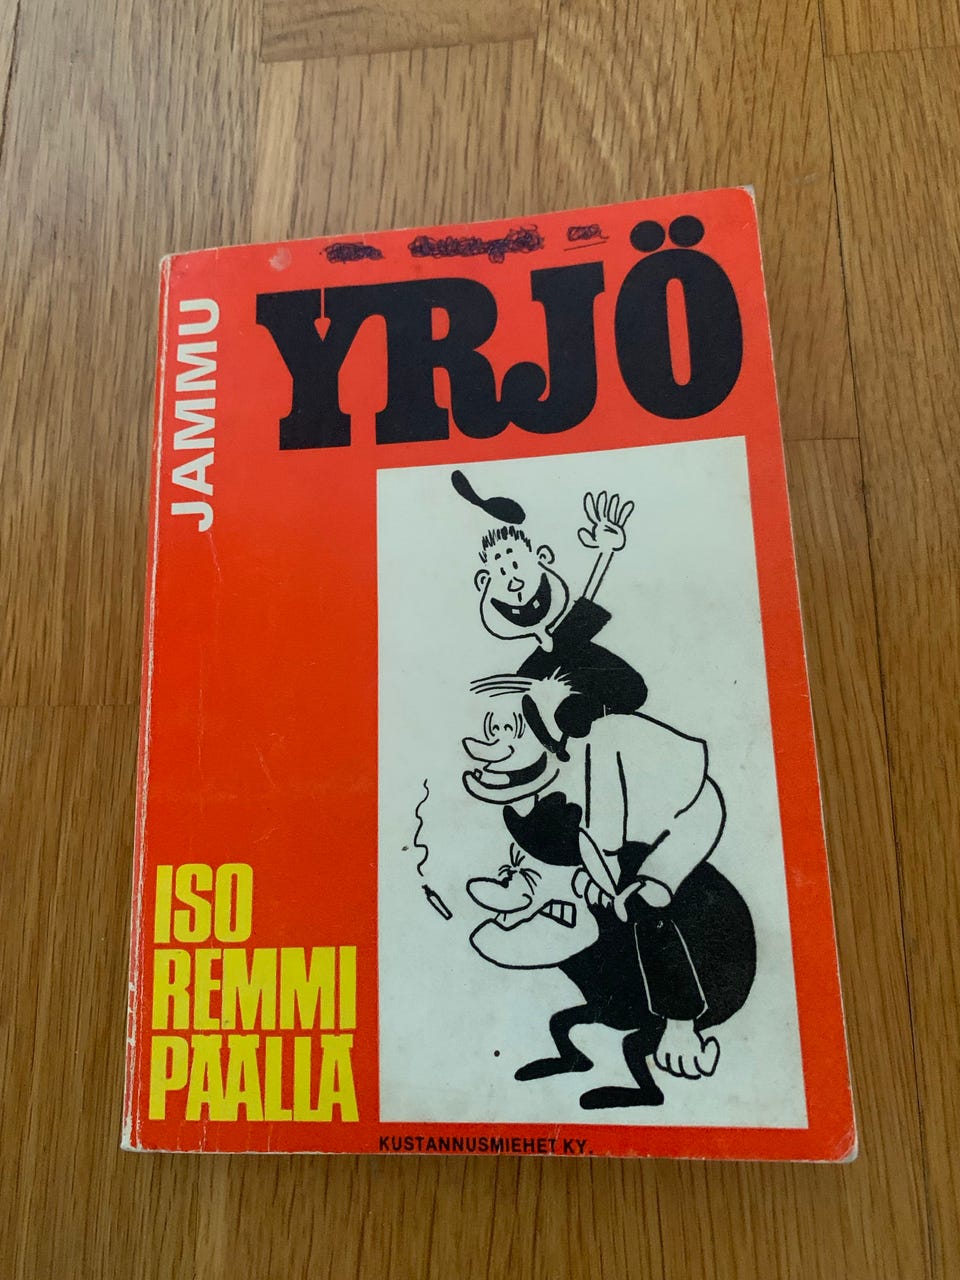 YRJÖ
JAMMU
ISO
REMMI
PÄÄLLÄ
KUSTANNUSMIEHET KY.